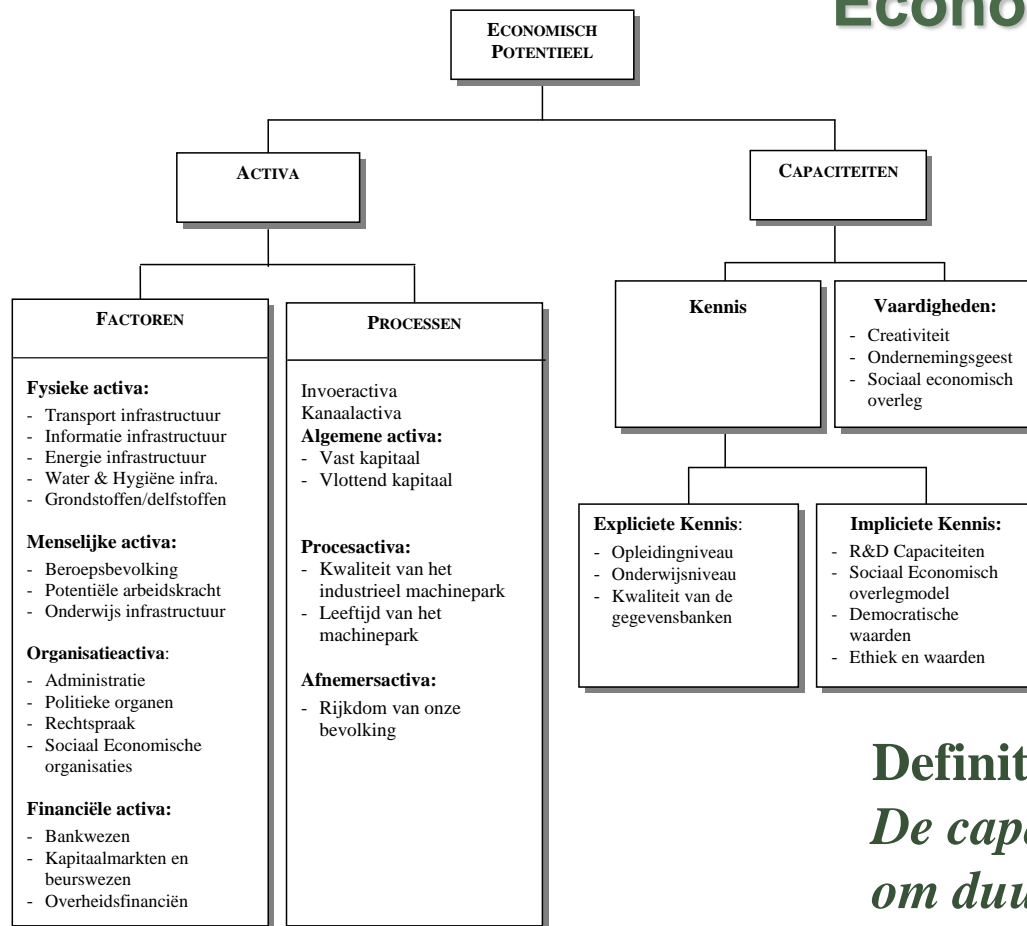 Econo
ECONOMISCH
POTENTIEEL
ACTIVA
CAPACITEITEN
FACTOREN
Fysieke activa:
- Transport infrastructuur
- Informatie infrastructuur
- Energie infrastructuur
- Water & Hygiëne infra.
- Grondstoffen/delfstoffen
Menselijke activa:
- Beroepsbevolking
- Potentiële arbeidskracht
- Onderwijs infrastructuur
Organisatieactiva:
- Administratie
- Politieke organen
- Rechtspraak
- Sociaal Economische
organisaties
Financiële activa:
- Bankwezen
- Kapitaalmarkten en
beurswezen
- Overheidsfinanciën
PROCESSEN
Invoeractiva
Kanaalactiva
Algemene activa:
- Vast kapitaal
- Vlottend kapitaal
Procesactiva:
- Kwaliteit van het
industrieel machinepark
- Leeftijd van het
machinepark
Afnemersactiva:
- Rijkdom van onze
bevolking
Kennis
Vaardigheden:
- Creativiteit
- Ondernemingsgeest
- Sociaal economisch
overleg
Expliciete Kennis:
- Opleidingniveau
- Onderwijsniveau
- Kwaliteit van de
gegevensbanken
Impliciete Kennis:
- R&D Capaciteiten
- Sociaal Economisch
overlegmodel
- Democratische
waarden
- Ethiek en waarden
Definit
De capa
om duu